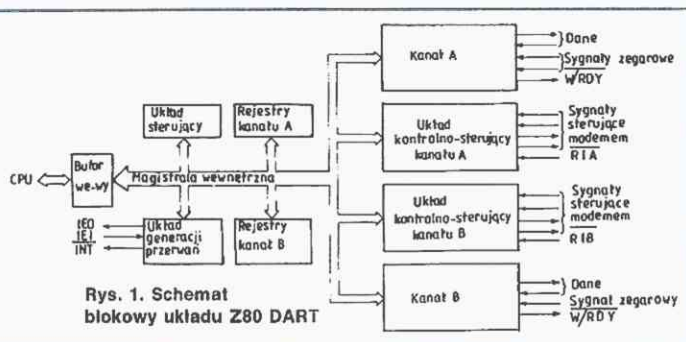 Kanał A
Dane
Sygnały zegarowe
W/RDY
Układ
sterujący
Rejestry
kanału A
Układ
kontrolno-sterujący
kanału A
Sygnały
sterujące
modemem
RIA
CPU
Bufor
we-wy
Magistrala wewnętrzna
IEO
IEI
INT
Układ
generacji
przerwań
Rejestry
kanał B
Układ
kontrolno-sterujący
kanału B
Sygnały
sterujące
modemem
RIB
Kanał B
Dane
Sygnał zegarowy
W/RDY
Rys. 1. Schemat
blokowy układu Z80 DART